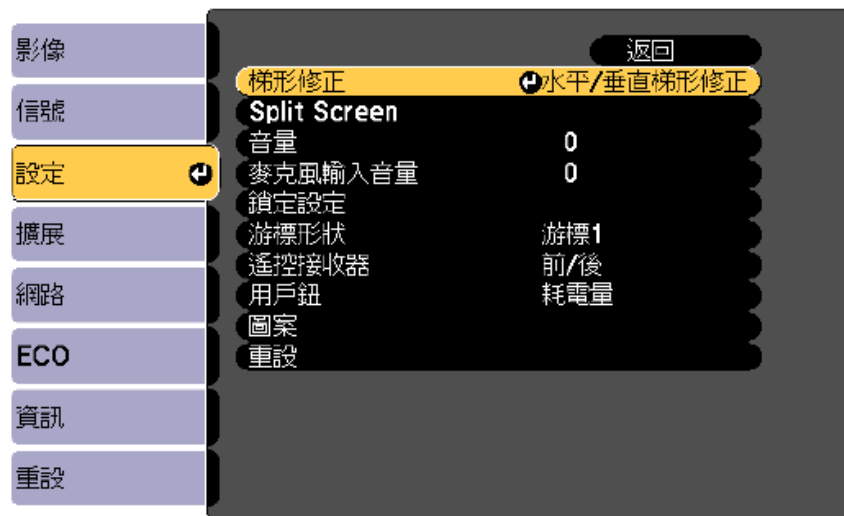 影像
信號
設定
擴展
網路
ECO
資訊
重設
返回
梯形修正 水平/垂直梯形修正
Split Screen
音量 0
麥克風輸入音量 0
鎖定設定
游標形狀 游標1
遙控接收器 前/後
用戶鈕 耗電量
圖案
重設